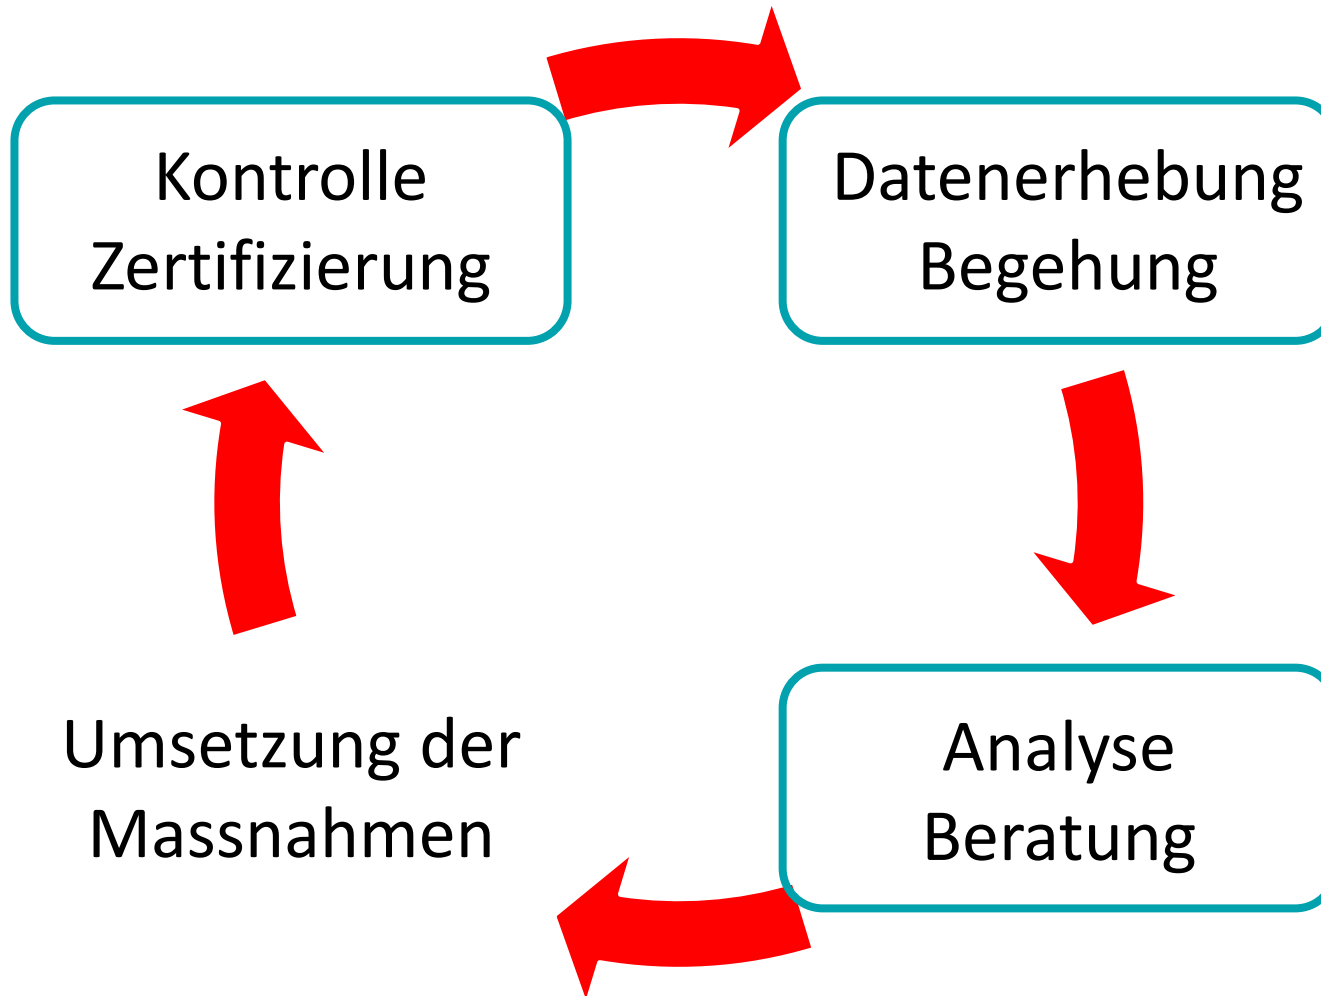 Kontrolle
Zertifizierung
Datenerhebung
Begehung
Umsetzung der
Massnahmen
Analyse
Beratung